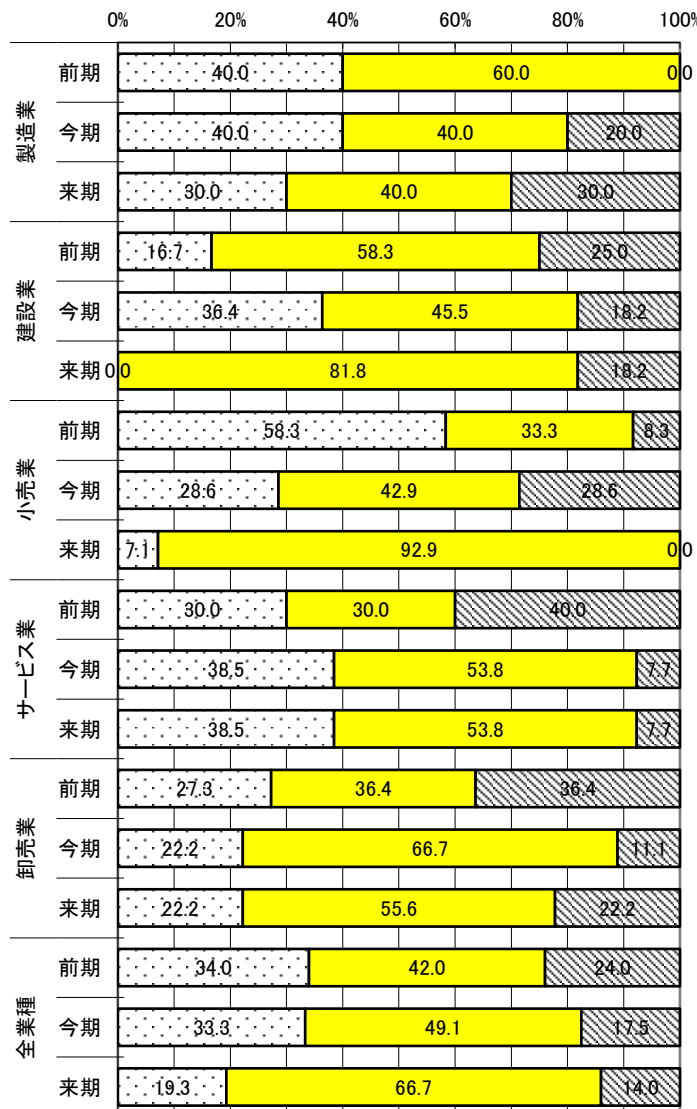 0% 20% 40% 60% 80% 100%
製造業
前期 40.0 60.0 0.0
今期 40.0 40.0 20.0
来期 30.0 40.0 30.0
建設業
前期 16.7 58.3 25.0
今期 36.4 45.5 18.2
来期 0.0 81.8 18.2
小売業
前期 58.3 33.3 8.3
今期 28.6 42.9 28.6
来期 7.1 92.9 0.0
サービス業
前期 30.0 30.0 40.0
今期 38.5 53.8 7.7
来期 38.5 53.8 7.7
卸売業
前期 27.3 36.4 36.4
今期 22.2 66.7 11.1
来期 22.2 55.6 22.2
全業種
前期 34.0 42.0 24.0
今期 33.3 49.1 17.5
来期 19.3 66.7 14.0